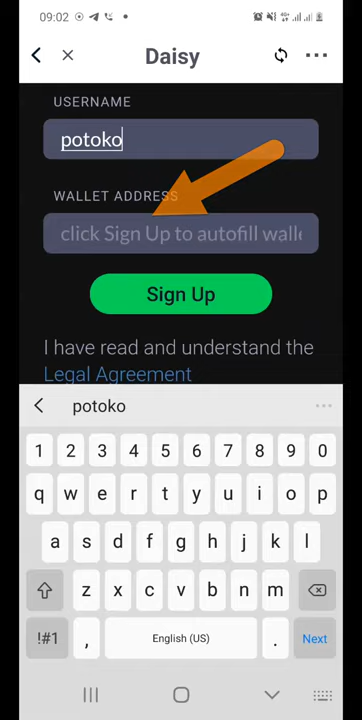 09:02
Daisy
USERNAME
potoko
WALLET ADDRESS
click Sign Up to autofill walle
Sign Up
I have read and understand the
Legal Agreement
potoko
1 2 3 4 5 6 7 8 9 0
q w e r t y u i o p
a s d f g h j k l
z x c v b n m
!#1 , English (US) . Next